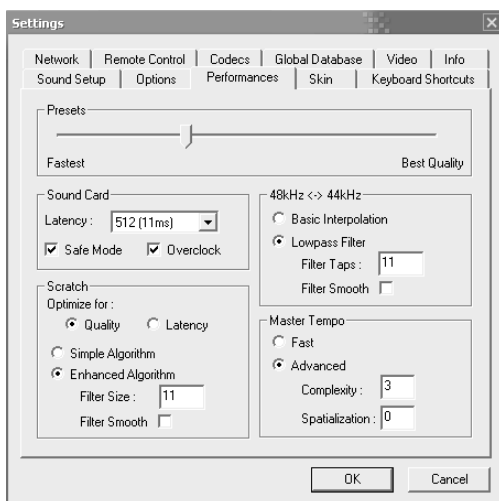 Settings
Network Remote Control Codecs Global Database Video Info
Sound Setup Options Performances Skin Keyboard Shortcuts
Presets
Fastest Best Quality
Sound Card
Latency : 512 (11ms)
Safe Mode Overclock
Scratch
Optimize for :
Quality Latency
Simple Algorithm
Enhanced Algorithm
Filter Size : 11
Filter Smooth
48kHz <-> 44kHz
Basic Interpolation
Lowpass Filter
Filter Taps : 11
Filter Smooth
Master Tempo
Fast
Advanced
Complexity : 3
Spatialization : 0
OK Cancel